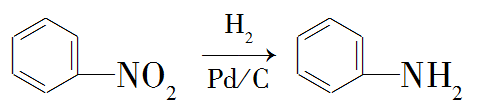 NO₂ H₂ Pd/C NH₂